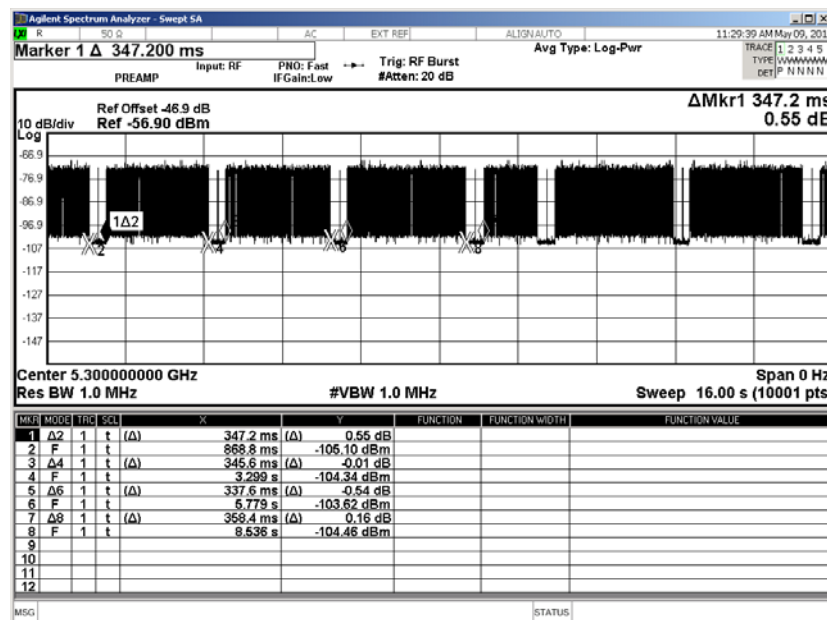 Agilent Spectrum Analyzer - Swept SA
LXI R 50 Ω AC EXT REF ALIGN AUTO 11:29:39 AM May 09, 201
Marker 1 Δ 347.200 ms
Avg Type: Log-Pwr
TRACE 1 2 3 4 5
Input: RF PNO: Fast Trig: RF Burst
TYPE
PREAMP IFGain:Low #Atten: 20 dB
DET P N N N N
ΔMkr1 347.2 ms
0.55 dB
Ref Offset -46.9 dB
10 dB/div Ref -56.90 dBm
Log
-66.9
-76.9
-86.9
-96.9
-107
-117
-127
-137
-147
1Δ2
2 4 6 8
Center 5.300000000 GHz Span 0 Hz
Res BW 1.0 MHz #VBW 1.0 MHz Sweep 16.00 s (10001 pts
MKR MODE TRC SCL X Y FUNCTION FUNCTION WIDTH FUNCTION VALUE
1 Δ2 1 t (Δ) 347.2 ms (Δ) 0.55 dB
2 F 1 t 868.8 ms -105.10 dBm
3 Δ4 1 t (Δ) 345.6 ms (Δ) -0.01 dB
4 F 1 t 3.299 s -104.34 dBm
5 Δ6 1 t (Δ) 337.6 ms (Δ) -0.54 dB
6 F 1 t 5.779 s -103.62 dBm
7 Δ8 1 t (Δ) 358.4 ms (Δ) 0.16 dB
8 F 1 t 8.536 s -104.46 dBm
9
10
11
12
MSG STATUS